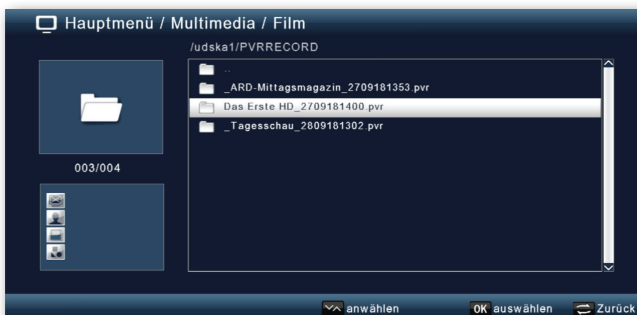 Hauptmenü / Multimedia / Film
/udska1/PVRRECORD
..
_ARD-Mittagsmagazin_2709181353.pvr
Das Erste HD_2709181400.pvr
_Tagesschau_2809181302.pvr
003/004
anwählen OK auswählen Zurück